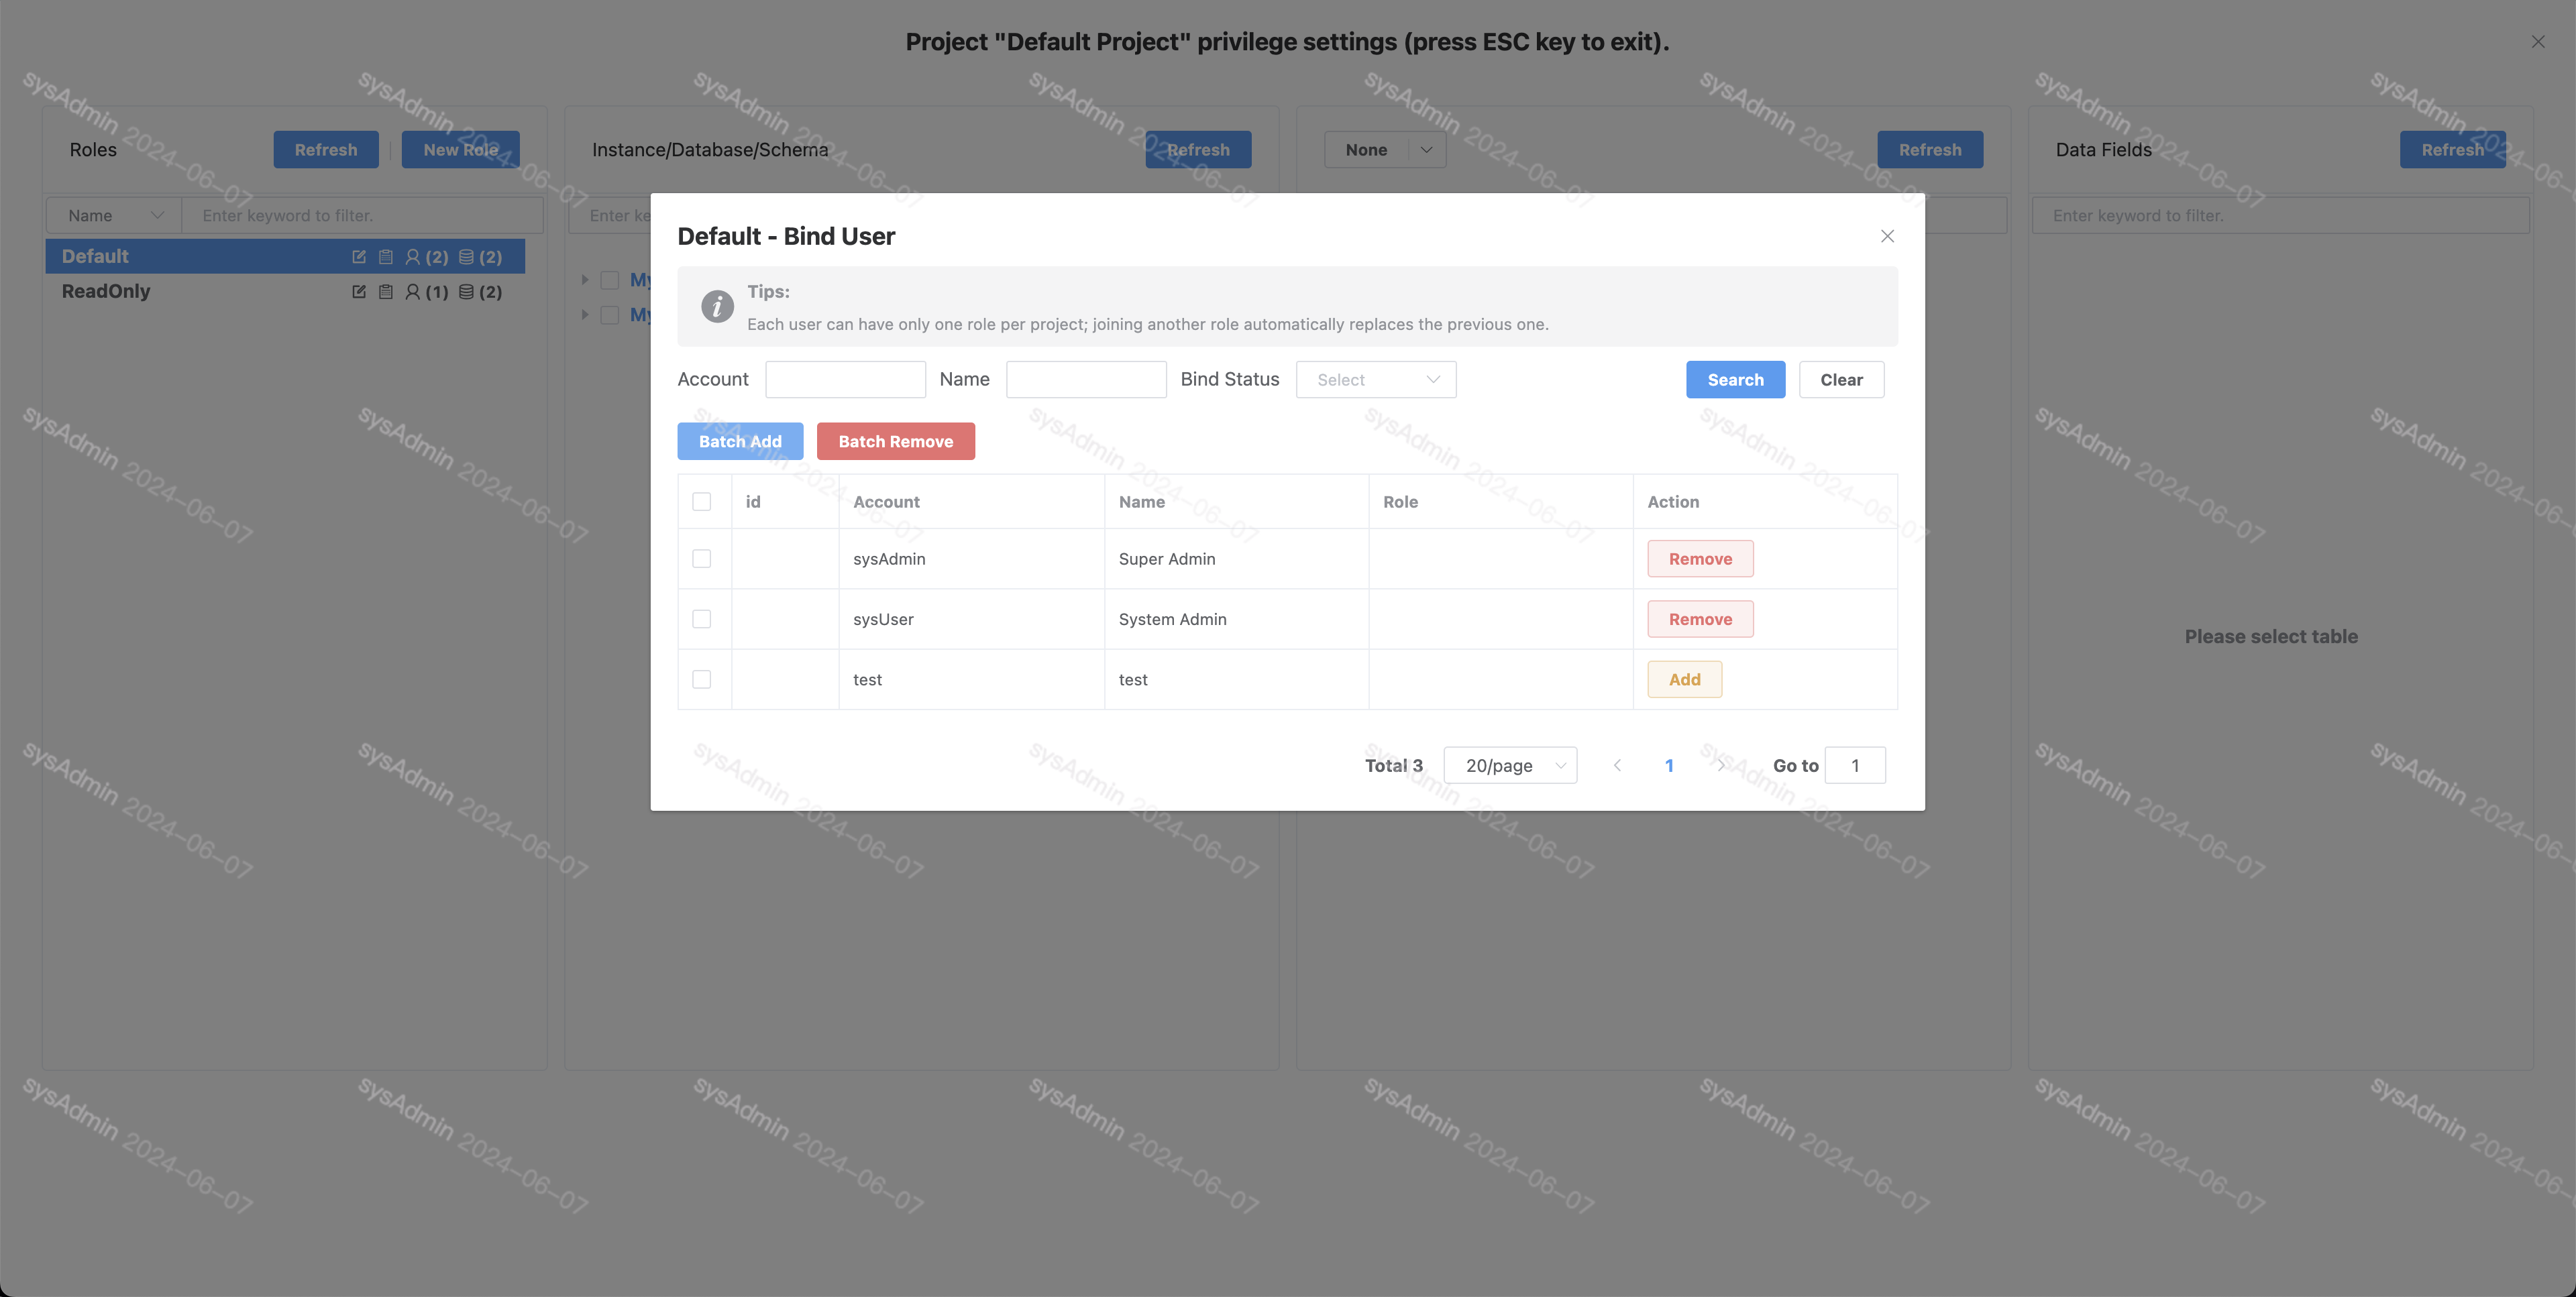 Project "Default Project" privilege settings (press ESC key to exit).
Roles
Refresh
New Role
Instance/Database/Schema
Refresh
None
Refresh
Data Fields
Refresh
Name
Enter keyword to filter.
Enter ke
Enter keyword to filter.
Default
(2)
(2)
ReadOnly
(1)
(2)
My
My
Please select table
Default - Bind User
Tips:
Each user can have only one role per project; joining another role automatically replaces the previous one.
Account
Name
Bind Status
Select
Search
Clear
Batch Add
Batch Remove
id
Account
Name
Role
Action
sysAdmin
Super Admin
Remove
sysUser
System Admin
Remove
test
test
Add
Total 3
20/page
1
Go to
1
sysAdmin 2024-06-07